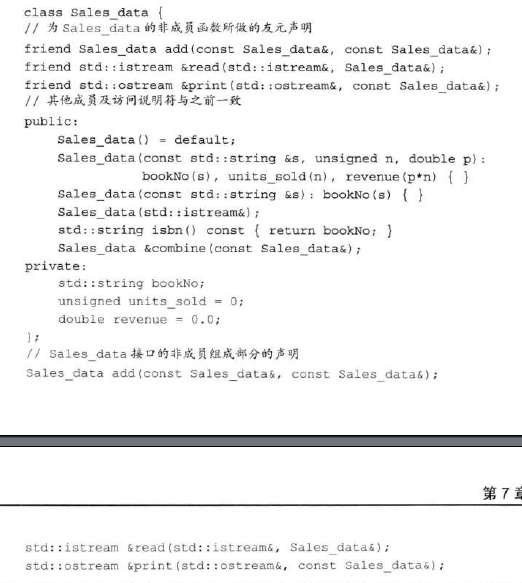 class Sales_data {
// 为 Sales_data 的非成员函数所做的友元声明
friend Sales_data add(const Sales_data&, const Sales_data&);
friend std::istream &read(std::istream&, Sales_data&);
friend std::ostream &print(std::ostream&, const Sales_data&);
// 其他成员及访问说明符与之前一致
public:
    Sales_data() = default;
    Sales_data(const std::string &s, unsigned n, double p):
               bookNo(s), units_sold(n), revenue(p*n) { }
    Sales_data(const std::string &s): bookNo(s) { }
    Sales_data(std::istream&);
    std::string isbn() const { return bookNo; }
    Sales_data &combine(const Sales_data&);
private:
    std::string bookNo;
    unsigned units_sold = 0;
    double revenue = 0.0;
};
// Sales_data 接口的非成员组成部分的声明
Sales_data add(const Sales_data&, const Sales_data&);
第 7 章
std::istream &read(std::istream&, Sales_data&);
std::ostream &print(std::ostream&, const Sales_data&);